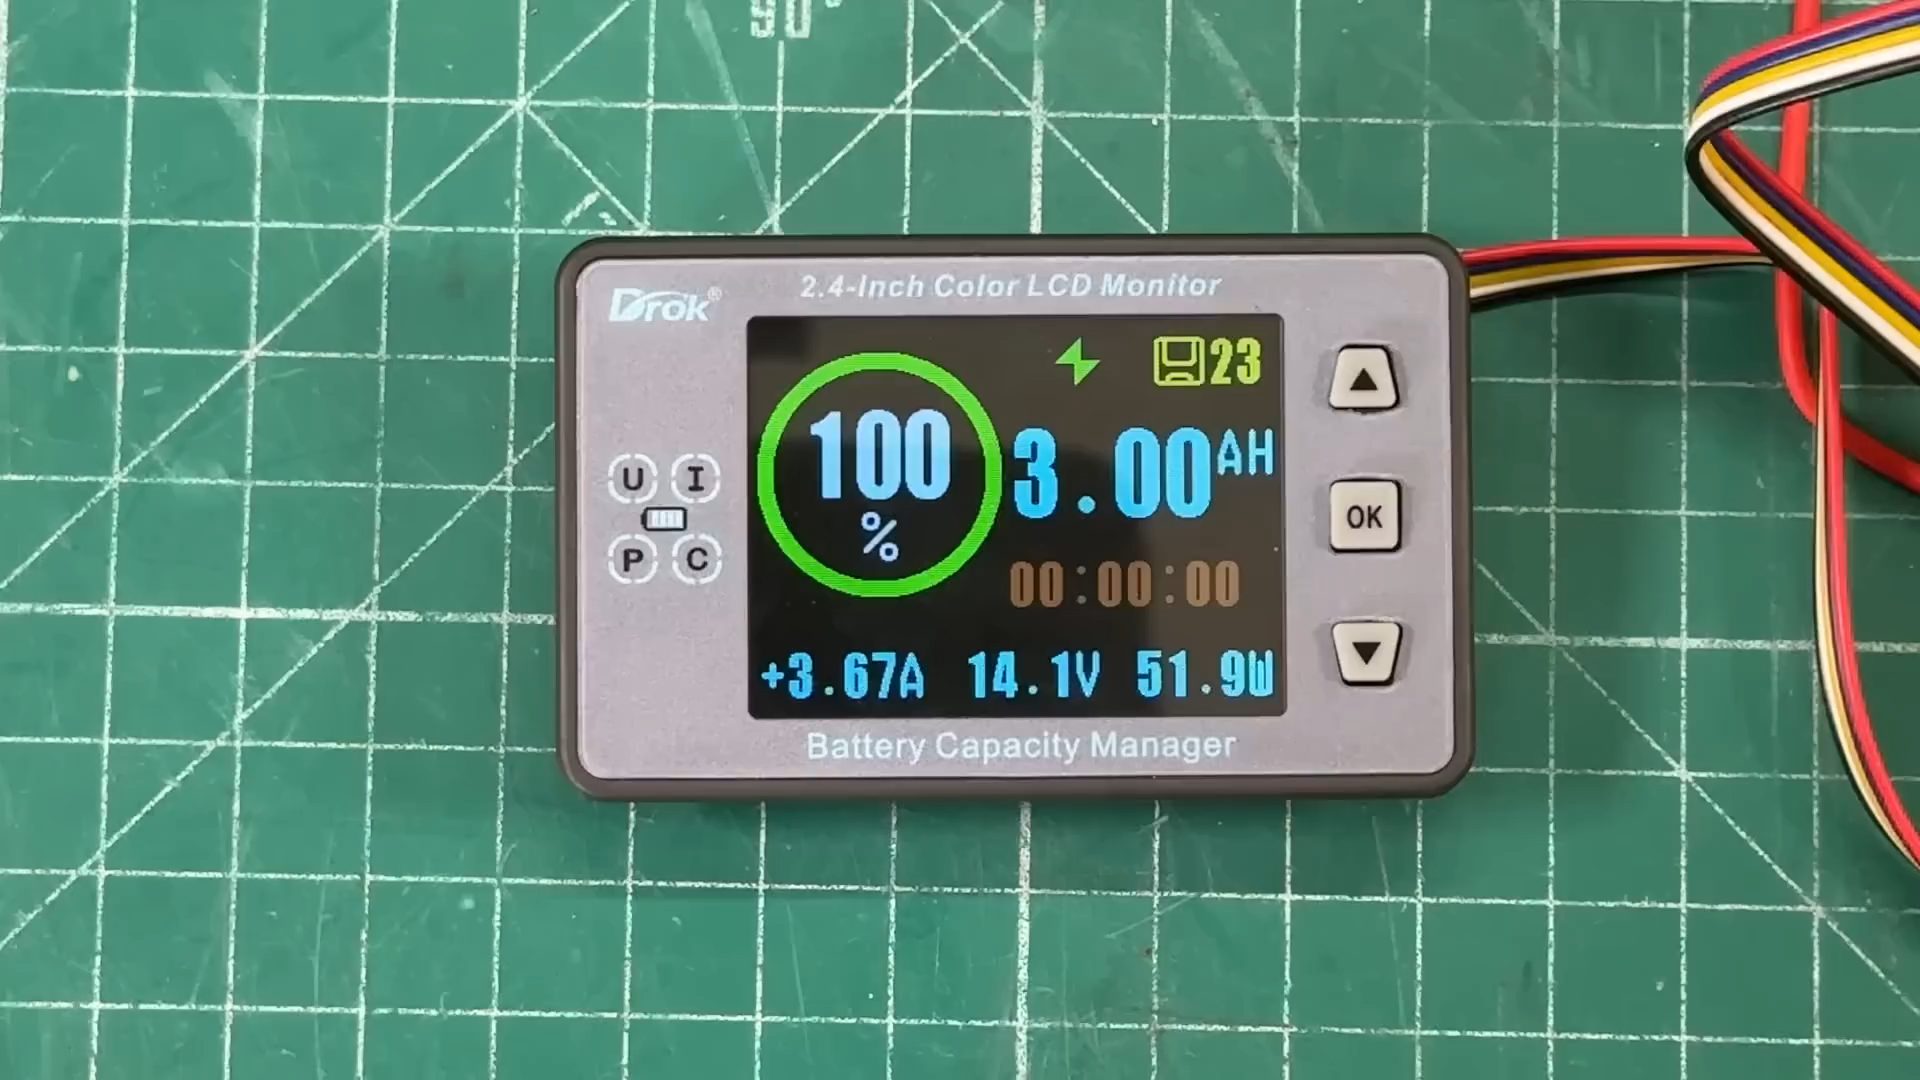 90°
2.4-Inch Color LCD Monitor
Drok®
23
100
%
3.00AH
00:00:00
+3.67A 14.1V 51.9W
U I
P C
OK
Battery Capacity Manager